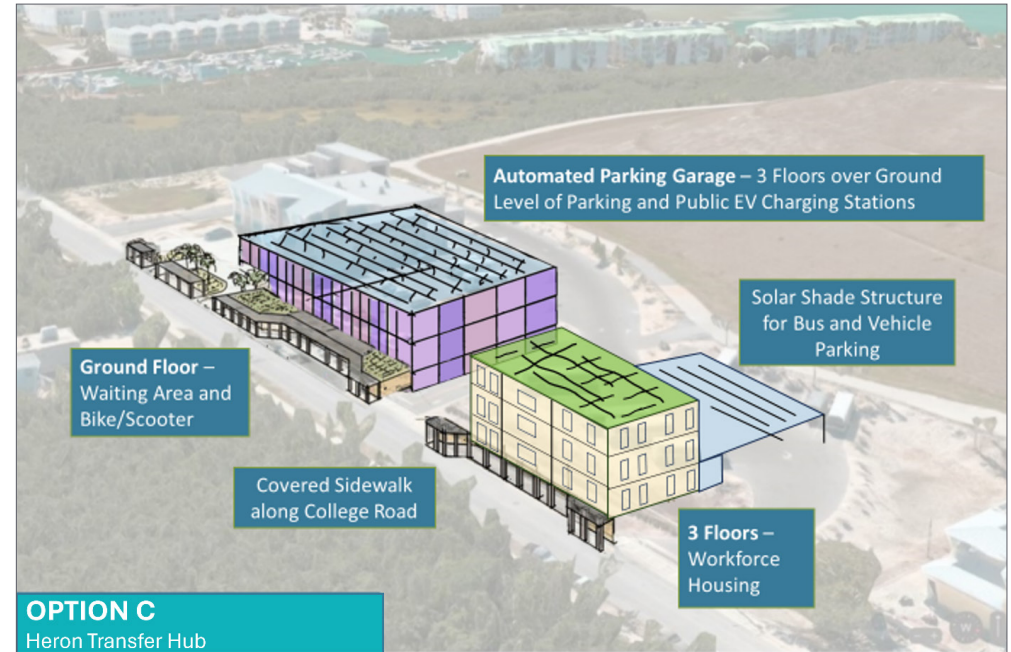 Automated Parking Garage – 3 Floors over Ground
Level of Parking and Public EV Charging Stations
Solar Shade Structure
for Bus and Vehicle
Parking
Ground Floor –
Waiting Area and
Bike/Scooter
Covered Sidewalk
along College Road
3 Floors –
Workforce
Housing
OPTION C
Heron Transfer Hub